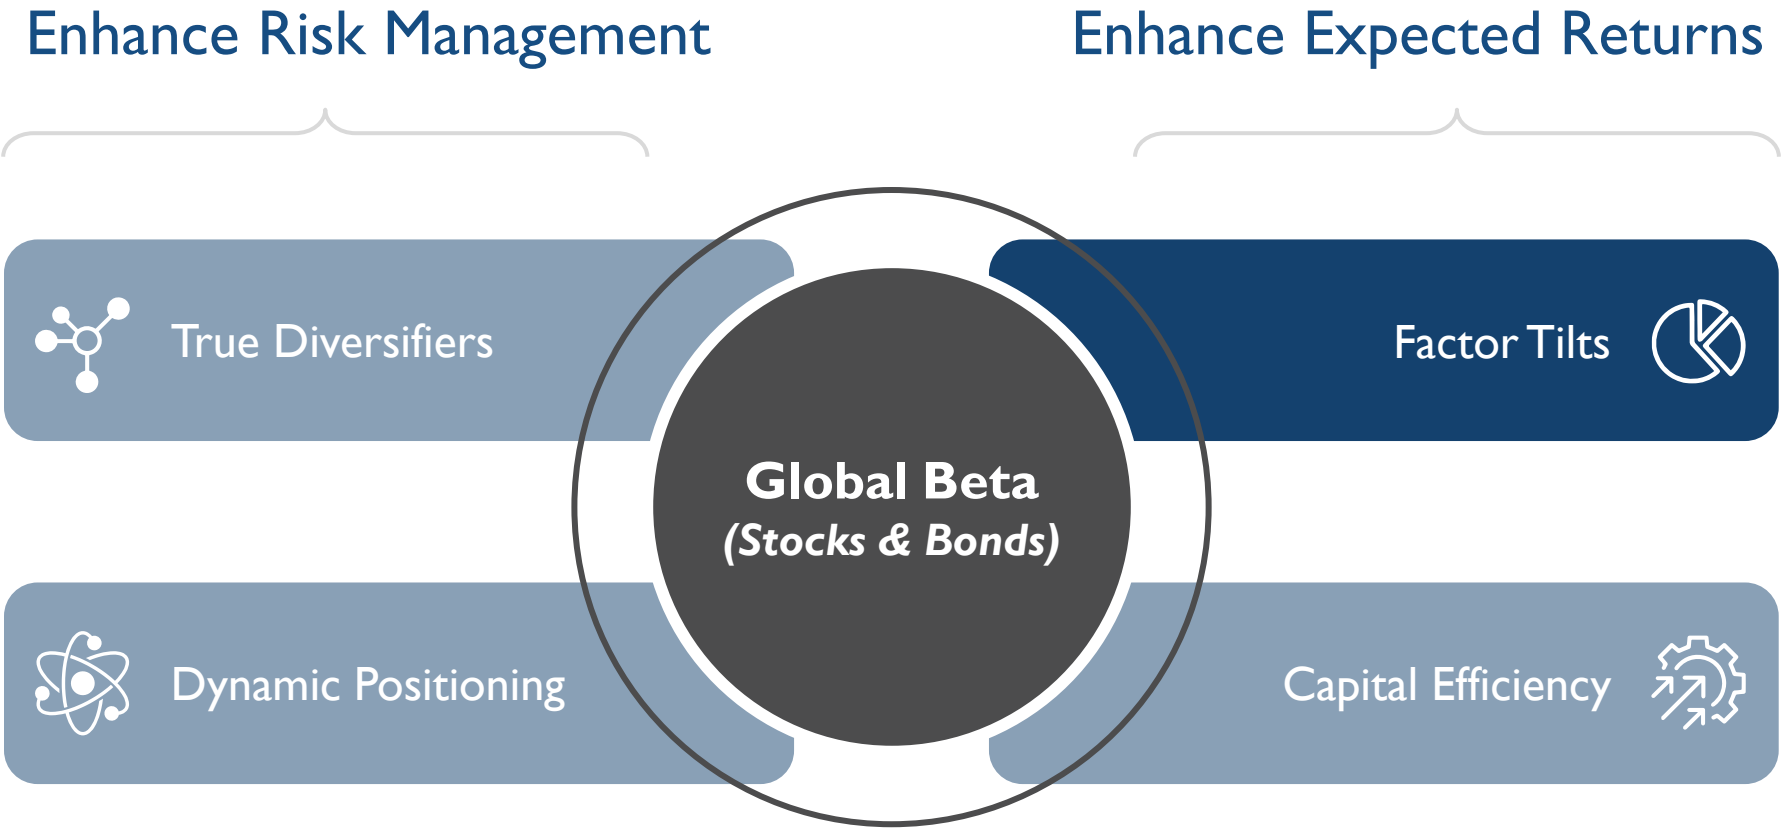 Enhance Risk Management
Enhance Expected Returns
True Diversifiers
Factor Tilts
Global Beta
(Stocks & Bonds)
Dynamic Positioning
Capital Efficiency